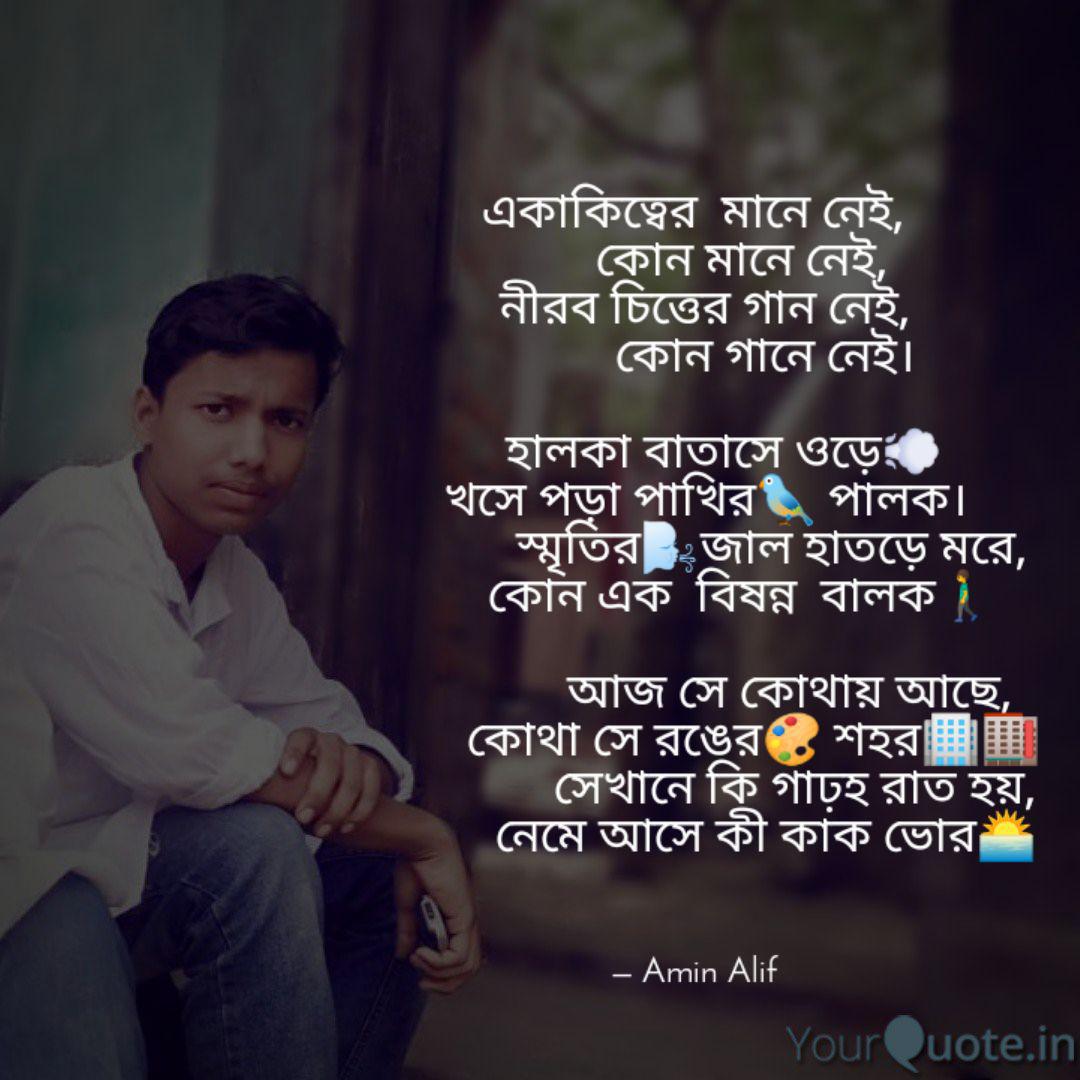 একাকিত্বের মানে নেই,
কোন মানে নেই,
নীরব চিত্তের গান নেই,
কোন গানে নেই।
হালকা বাতাসে ওড়ে💨
খসে পড়া পাখির🐦 পালক।
স্মৃতির🌬️জাল হাতড়ে মরে,
কোন এক বিষন্ন বালক🚶‍♂️
আজ সে কোথায় আছে,
কোথা সে রঙের🎨 শহর🏢🏬
সেখানে কি গাঢ়হ রাত হয়,
নেমে আসে কী কাক ভোর🌅
– Amin Alif
YourQuote.in